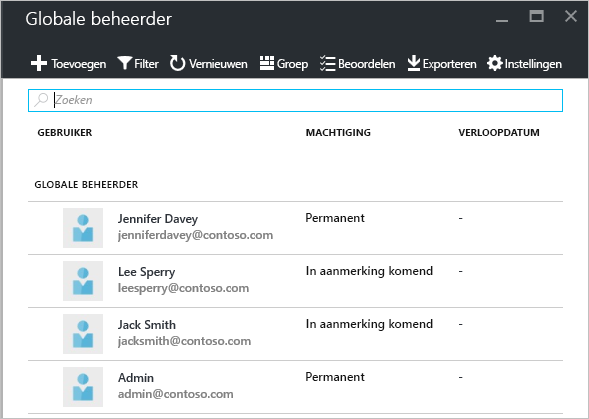 Globale beheerder
Toevoegen Filter Vernieuwen Groep Beoordelen Exporteren Instellingen
Zoeken
GEBRUIKER MACHTIGING VERLOOPDATUM
GLOBALE BEHEERDER
Jennifer Davey Permanent -
jenniferdavey@contoso.com
Lee Sperry In aanmerking komend -
leesperry@contoso.com
Jack Smith In aanmerking komend -
jacksmith@contoso.com
Admin Permanent -
admin@contoso.com